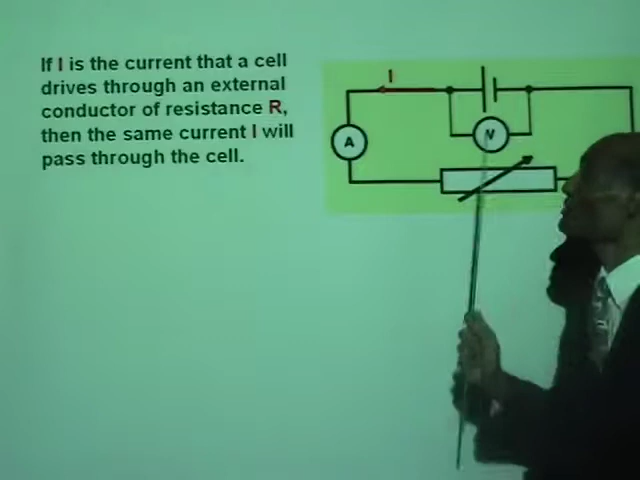 If I is the current that a cell
drives through an external
conductor of resistance R,
then the same current I will
pass through the cell.
I
A
V